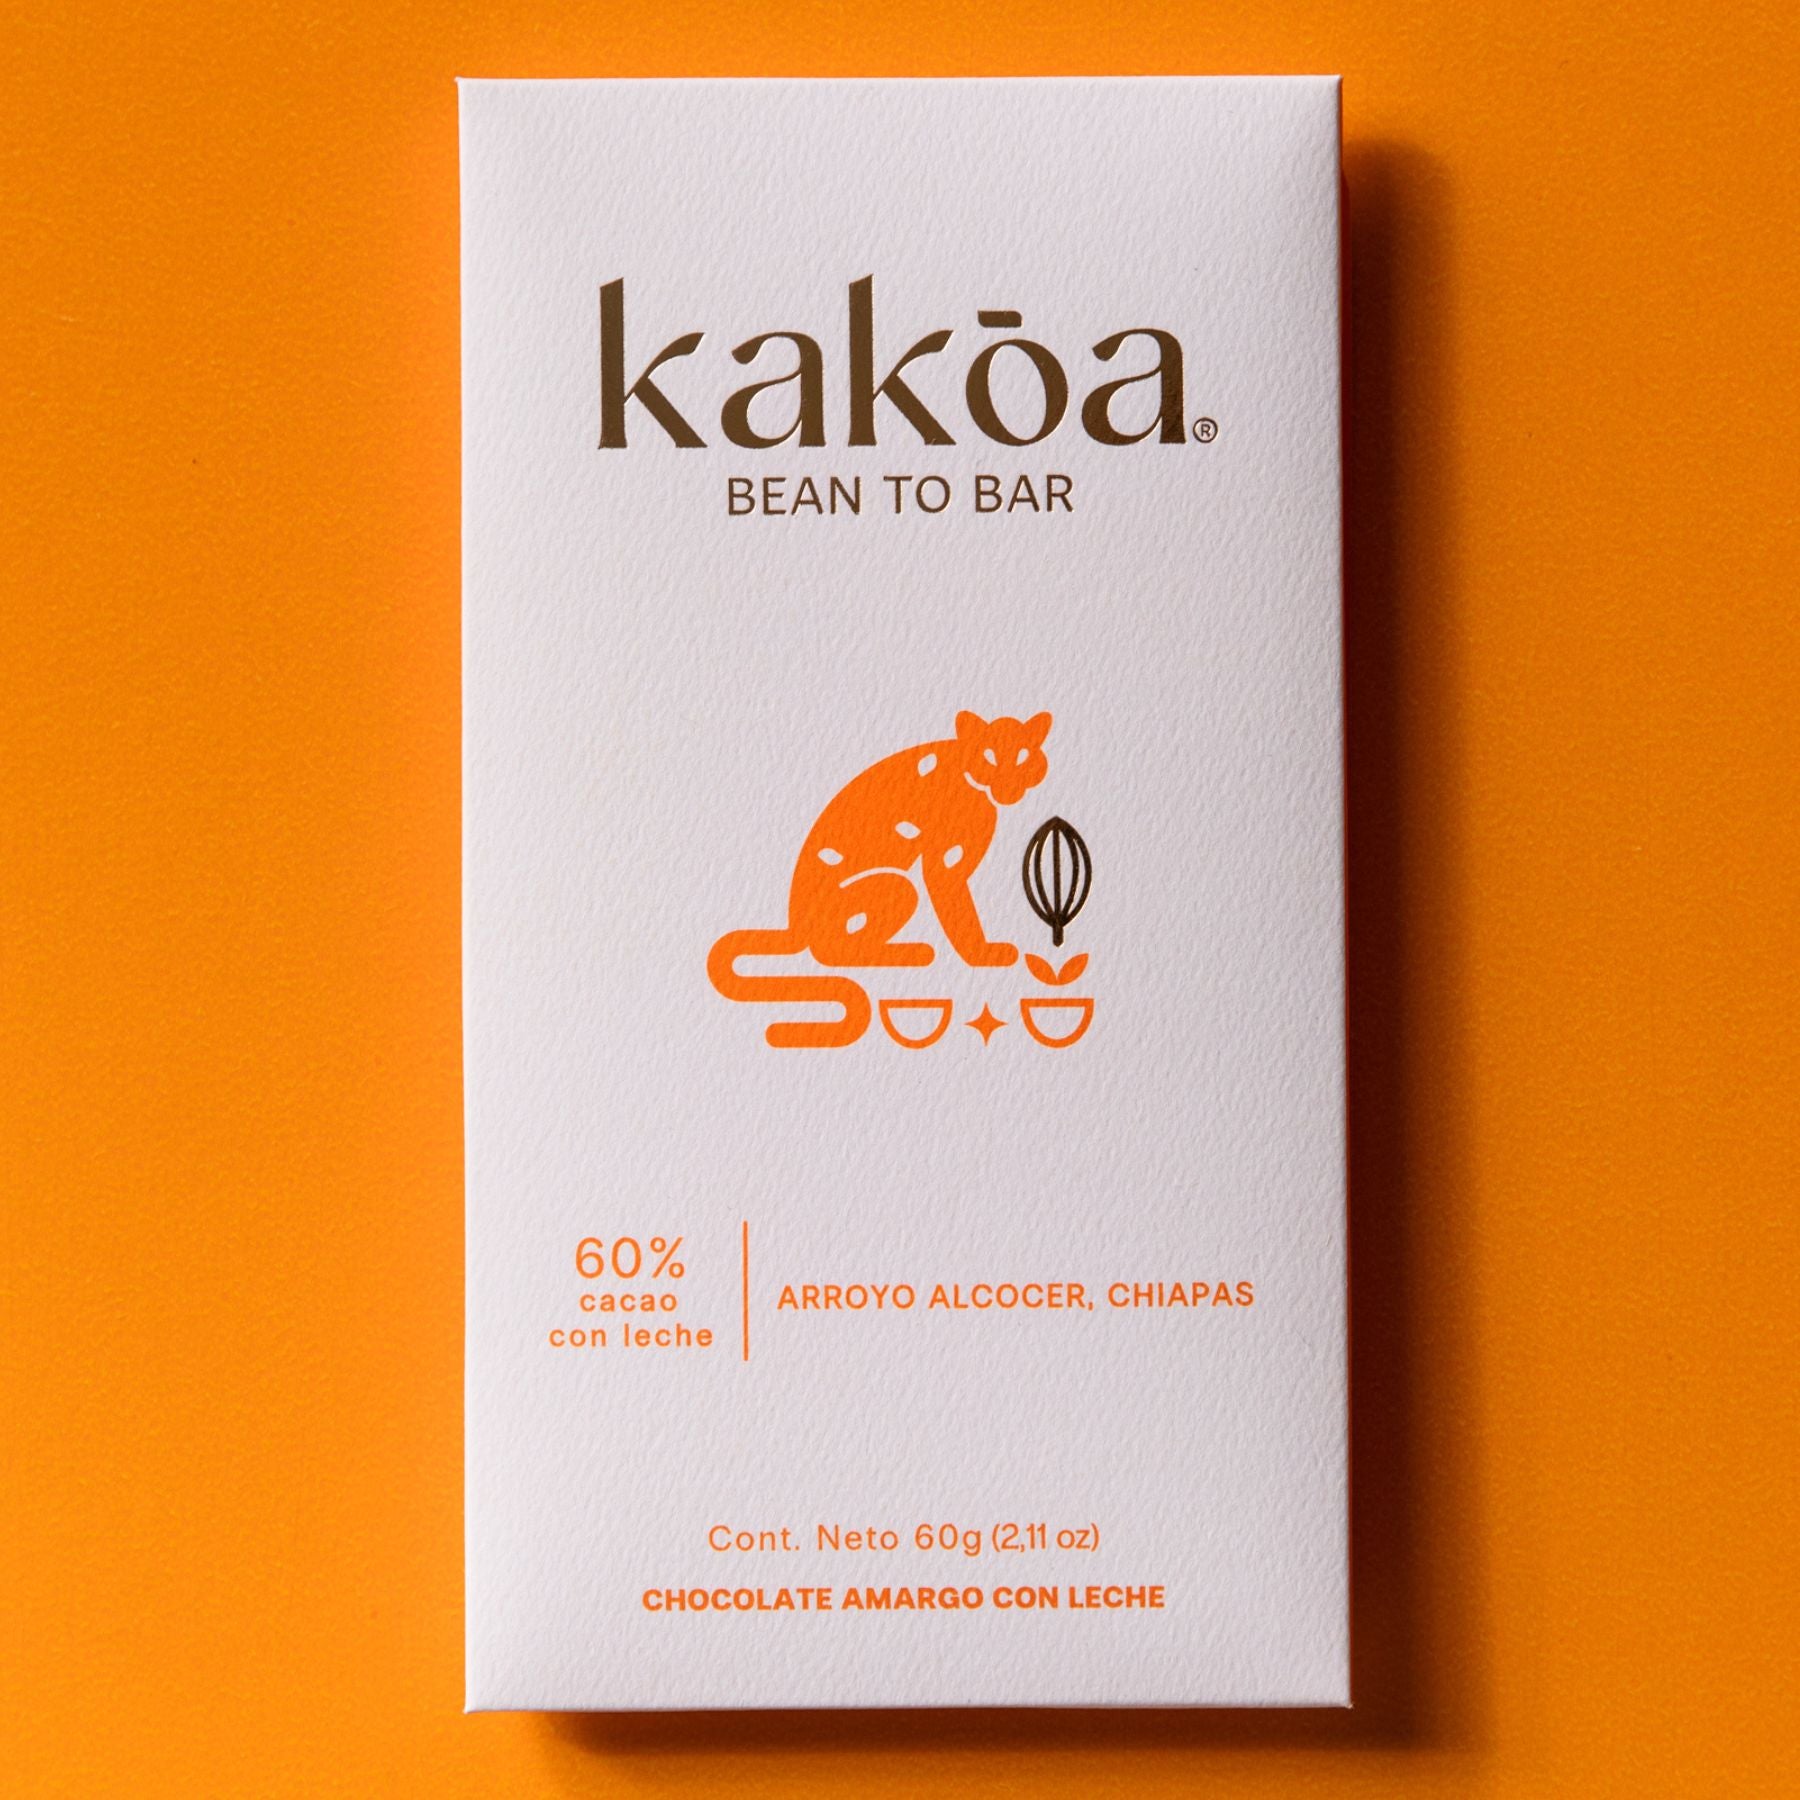 kakōa®
BEAN TO BAR
60%
cacao
con leche
ARROYO ALCOCER, CHIAPAS
Cont. Neto 60g (2,11 oz)
CHOCOLATE AMARGO CON LECHE